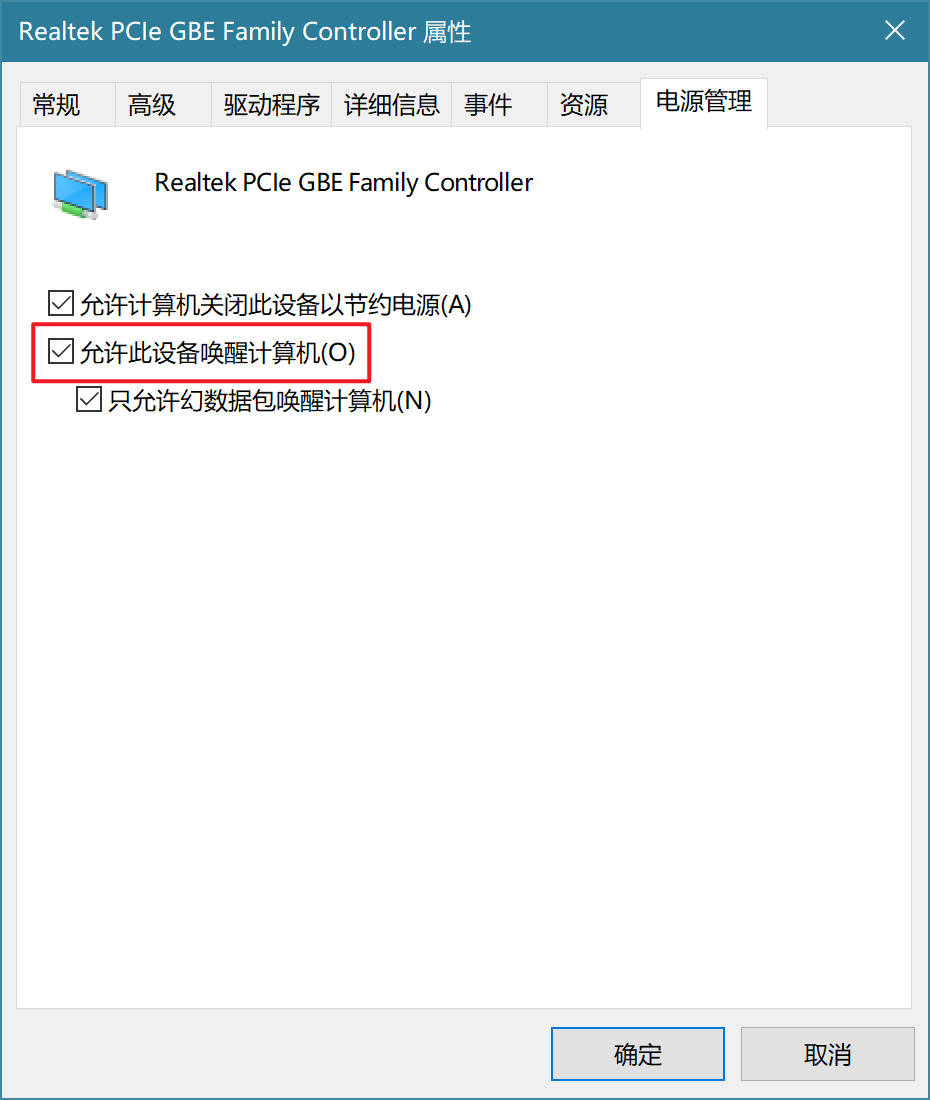 Realtek PCIe GBE Family Controller 属性
常规 高级 驱动程序 详细信息 事件 资源 电源管理
Realtek PCIe GBE Family Controller
允许计算机关闭此设备以节约电源(A)
允许此设备唤醒计算机(O)
只允许幻数据包唤醒计算机(N)
确定 取消